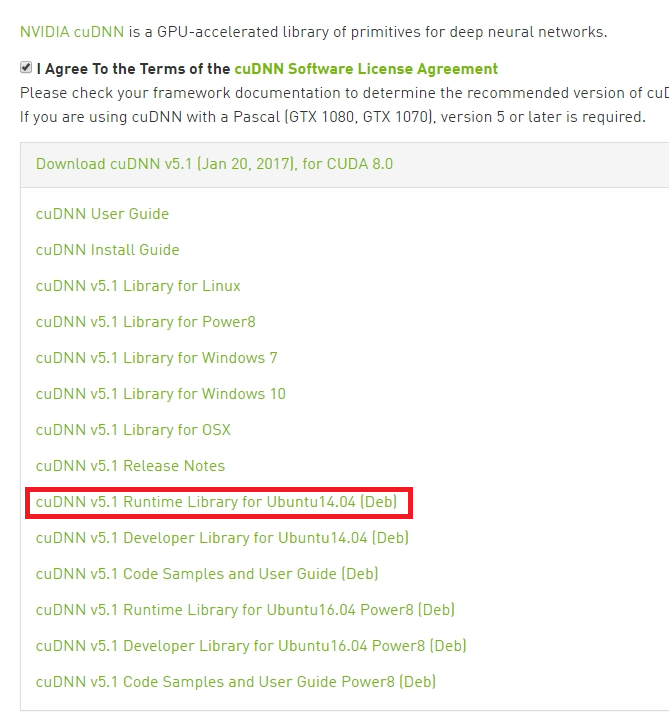 NVIDIA cuDNN is a GPU-accelerated library of primitives for deep neural networks.
I Agree To the Terms of the cuDNN Software License Agreement
Please check your framework documentation to determine the recommended version of cuD
If you are using cuDNN with a Pascal (GTX 1080, GTX 1070), version 5 or later is required.
Download cuDNN v5.1 (Jan 20, 2017), for CUDA 8.0
cuDNN User Guide
cuDNN Install Guide
cuDNN v5.1 Library for Linux
cuDNN v5.1 Library for Power8
cuDNN v5.1 Library for Windows 7
cuDNN v5.1 Library for Windows 10
cuDNN v5.1 Library for OSX
cuDNN v5.1 Release Notes
cuDNN v5.1 Runtime Library for Ubuntu14.04 (Deb)
cuDNN v5.1 Developer Library for Ubuntu14.04 (Deb)
cuDNN v5.1 Code Samples and User Guide (Deb)
cuDNN v5.1 Runtime Library for Ubuntu16.04 Power8 (Deb)
cuDNN v5.1 Developer Library for Ubuntu16.04 Power8 (Deb)
cuDNN v5.1 Code Samples and User Guide Power8 (Deb)